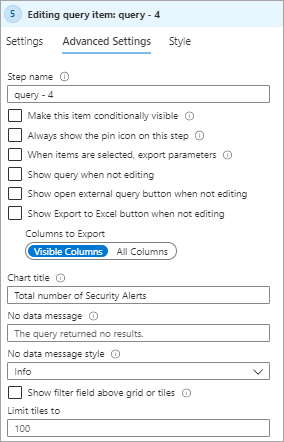 5 Editing query item: query - 4
Settings Advanced Settings Style
Step name
query - 4
Make this item conditionally visible
Always show the pin icon on this step
When items are selected, export parameters
Show query when not editing
Show open external query button when not editing
Show Export to Excel button when not editing
Columns to Export
Visible Columns All Columns
Chart title
Total number of Security Alerts
No data message
The query returned no results.
No data message style
Info
Show filter field above grid or tiles
Limit tiles to
100